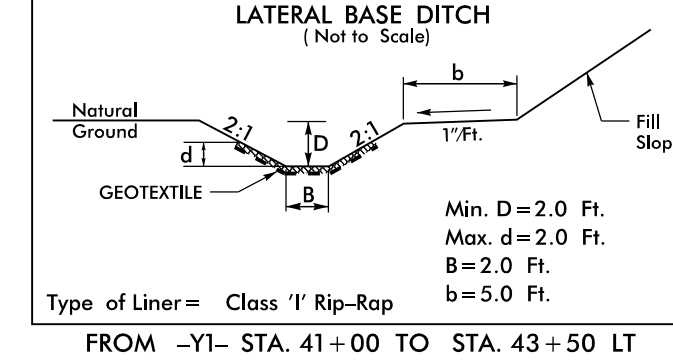 LATERAL BASE DITCH
( Not to Scale)
b
Natural
Ground
2:1
D
2:1
1"/Ft.
Fill
Slop
d
GEOTEXTILE
B
Min. D=2.0 Ft.
Max. d=2.0 Ft.
B=2.0 Ft.
b=5.0 Ft.
Type of Liner= Class 'I' Rip-Rap
FROM -Y1- STA. 41+00 TO STA. 43+50 LT